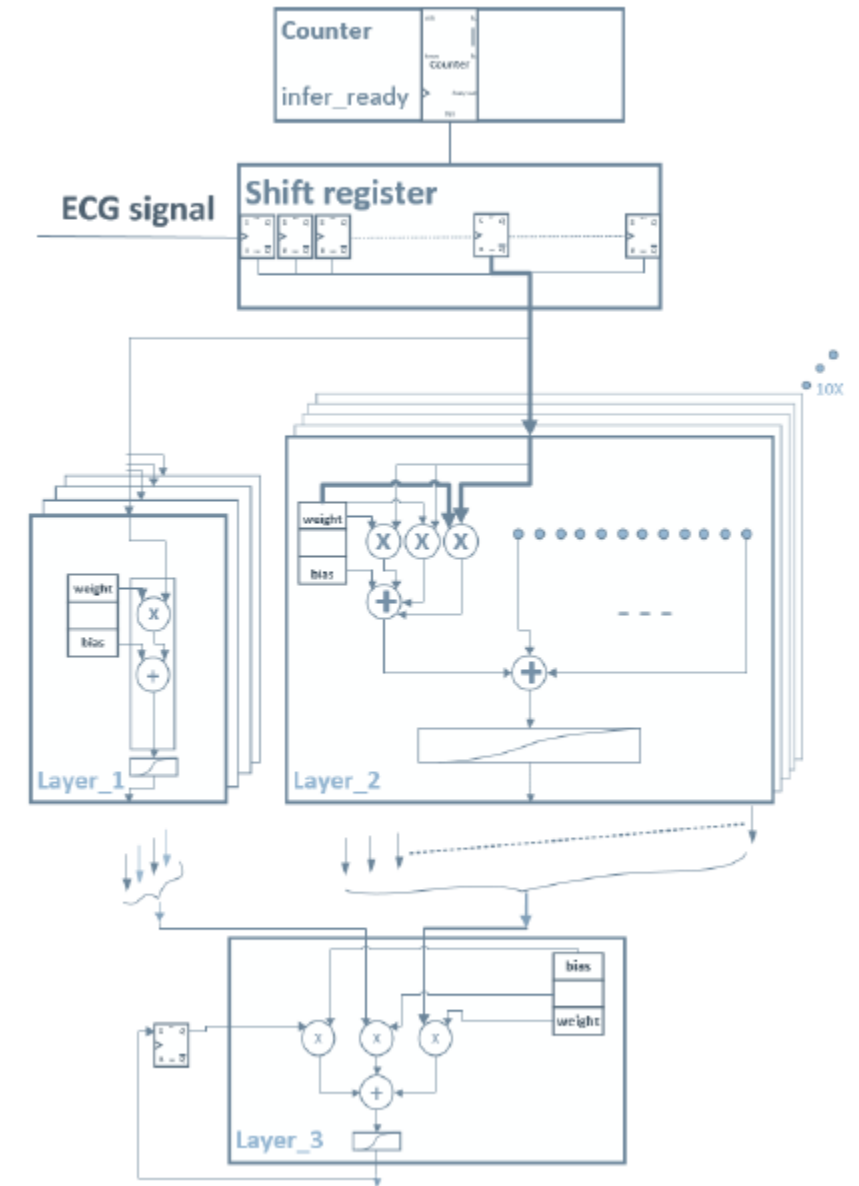 Counter
Counter
infer_ready
Shift register
ECG signal
10X
weight
X
X
X
bias
+
+
weight
X
bias
+
Layer_1
Layer_2
bias
weight
X
X
X
+
Layer_3